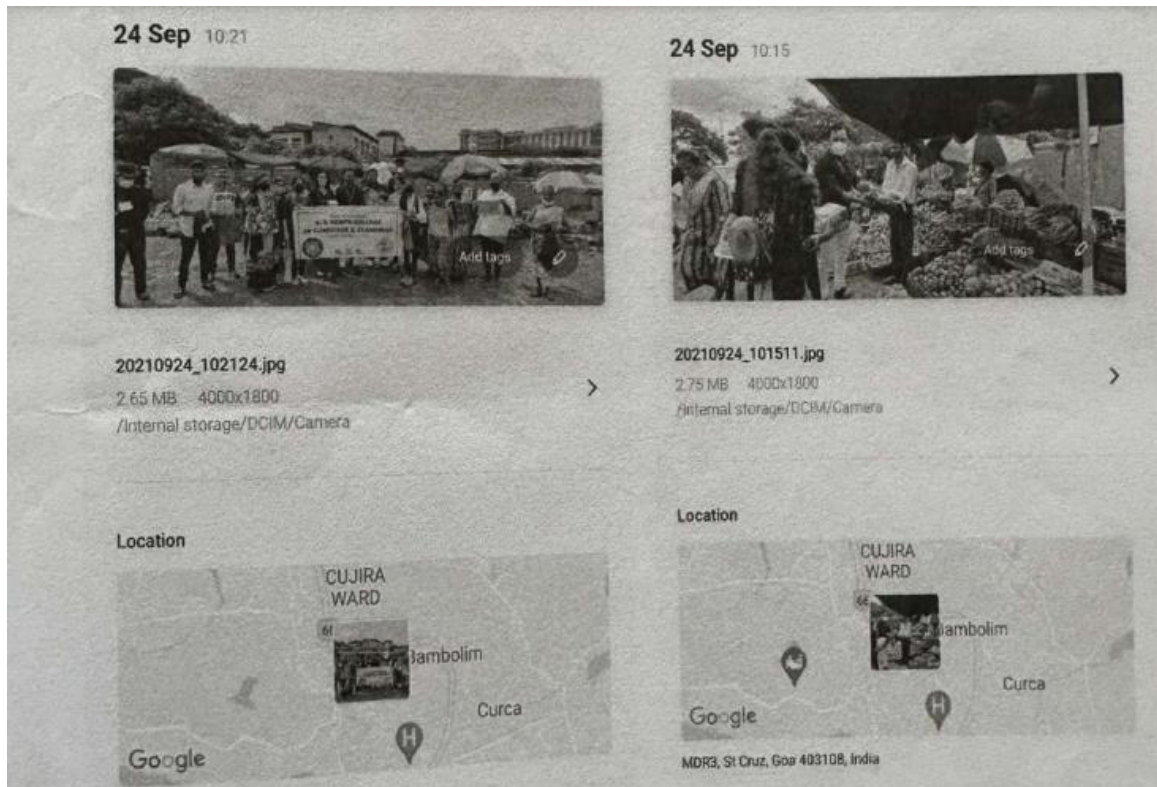 24 Sep 10:21
Add tags
20210924_102124.jpg
2.65 MB 4000x1800
/Internal storage/DCIM/Camera
Location
CUJIRA
WARD
Bambolim
Curca
H
Google
24 Sep 10:15
Add tags
20210924_101511.jpg
2.75 MB 4000x1800
/Internal storage/DCIM/Camera
Location
CUJIRA
WARD
66
Bambolim
Curca
H
Google
MDR3, St Cruz, Goa 403108, India